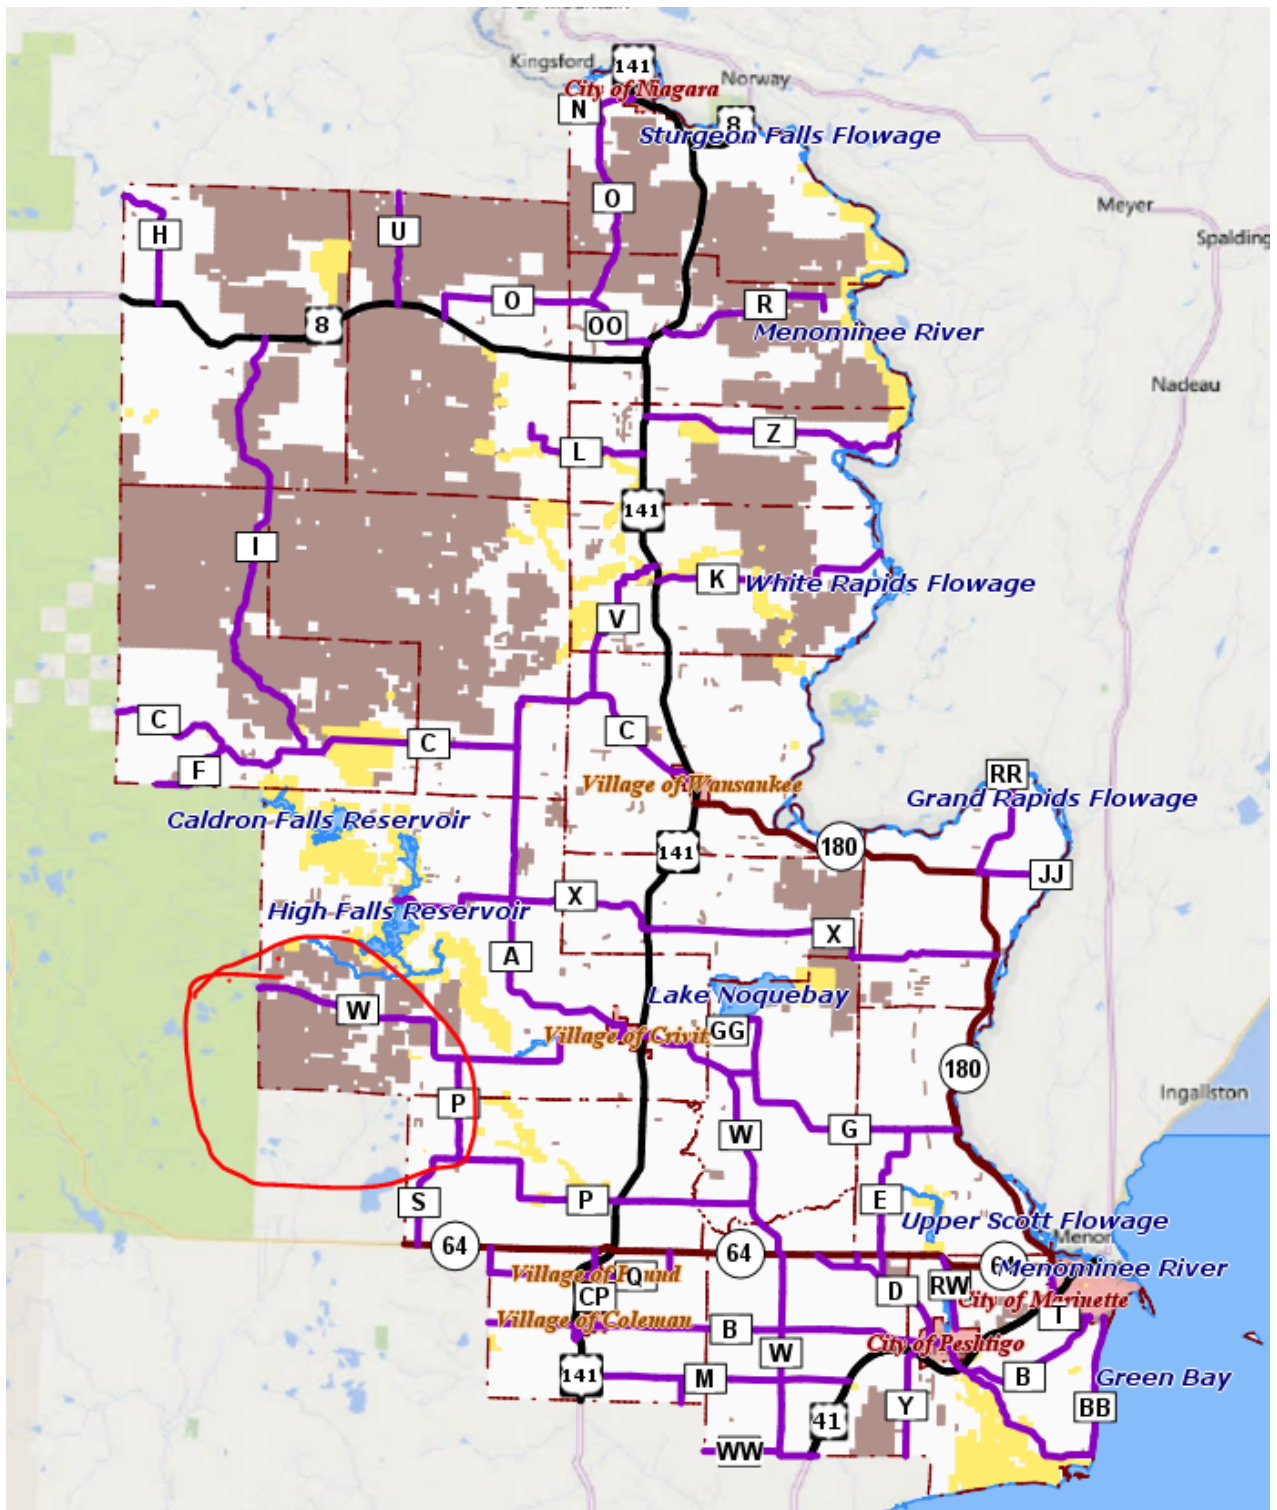 Kingsford
141
City of Niagara
Norway
N
8
Sturgeon Falls Flowage
O
Meyer
H
U
Spalding
O
R
8
OO
Menominee River
Nadeau
Z
L
141
I
K
White Rapids Flowage
V
C
C
C
F
Village of Wausaukee
RR
Grand Rapids Flowage
Caldron Falls Reservoir
141
180
JJ
X
High Falls Reservoir
X
A
Lake Noquebay
W
GG
Village of Crivit
180
Ingallston
P
W
G
S
P
E
Upper Scott Flowage
Menon
64
64
64
Menominee River
Village of
Q
CP
D
RW
City of Marinette
Village of Coleman
B
T
City of Peshtigo
W
141
M
B
Green Bay
Y
BB
41
WW